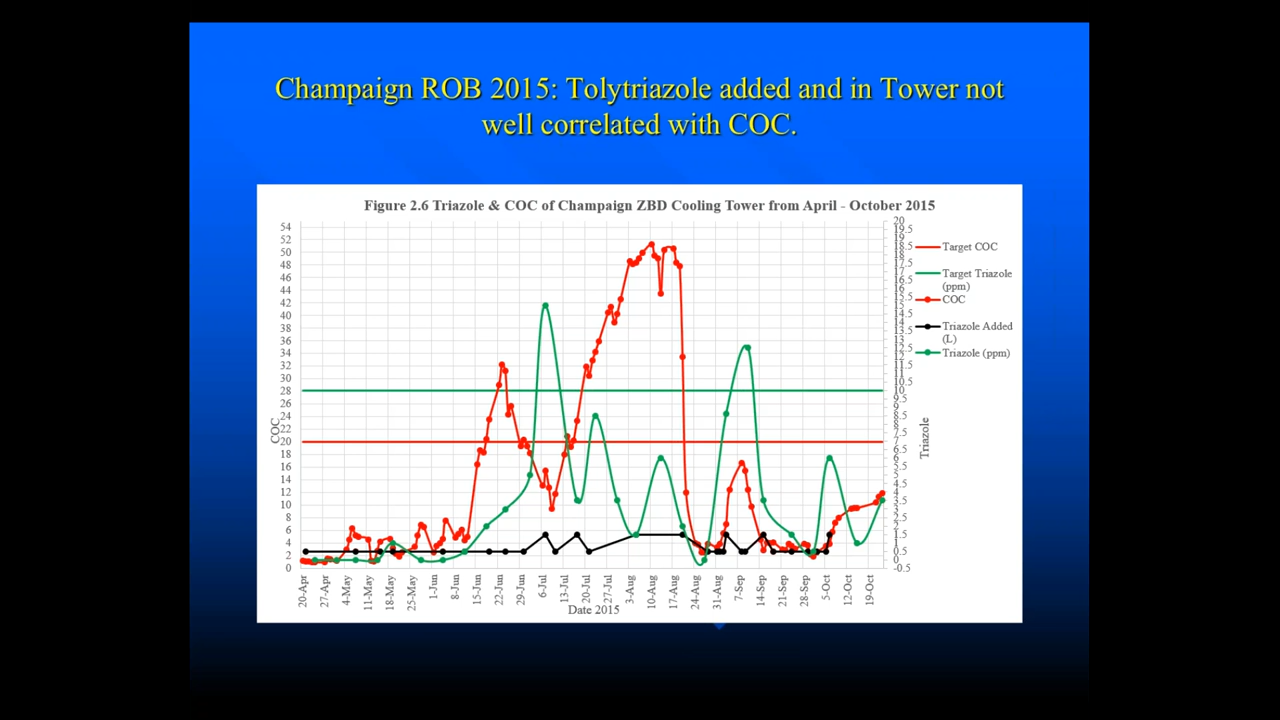 Champaign ROB 2015: Tolytriazole added and in Tower not
well correlated with COC.
Figure 2.6 Triazole & COC of Champaign ZBD Cooling Tower from April - October 2015
54
52
50
48
46
44
42
40
38
36
34
32
30
28
26
24
22
20
18
16
14
12
10
8
6
4
2
0
COC
20
19.5
19
18.5
18
17.5
17
16.5
16
15.5
15
14.5
14
13.5
13
12.5
12
11.5
11
10.5
10
9.5
9
8.5
8
7.5
7
6.5
6
5.5
5
4.5
4
3.5
3
2.5
2
1.5
1
0.5
0
-0.5
Triazole
Target COC
Target Triazole
(ppm)
COC
Triazole Added
(L)
Triazole (ppm)
20-Apr
27-Apr
4-May
11-May
18-May
25-May
1-Jun
8-Jun
15-Jun
22-Jun
29-Jun
6-Jul
13-Jul
20-Jul
27-Jul
3-Aug
10-Aug
17-Aug
24-Aug
31-Aug
7-Sep
14-Sep
21-Sep
28-Sep
5-Oct
12-Oct
19-Oct
Date 2015